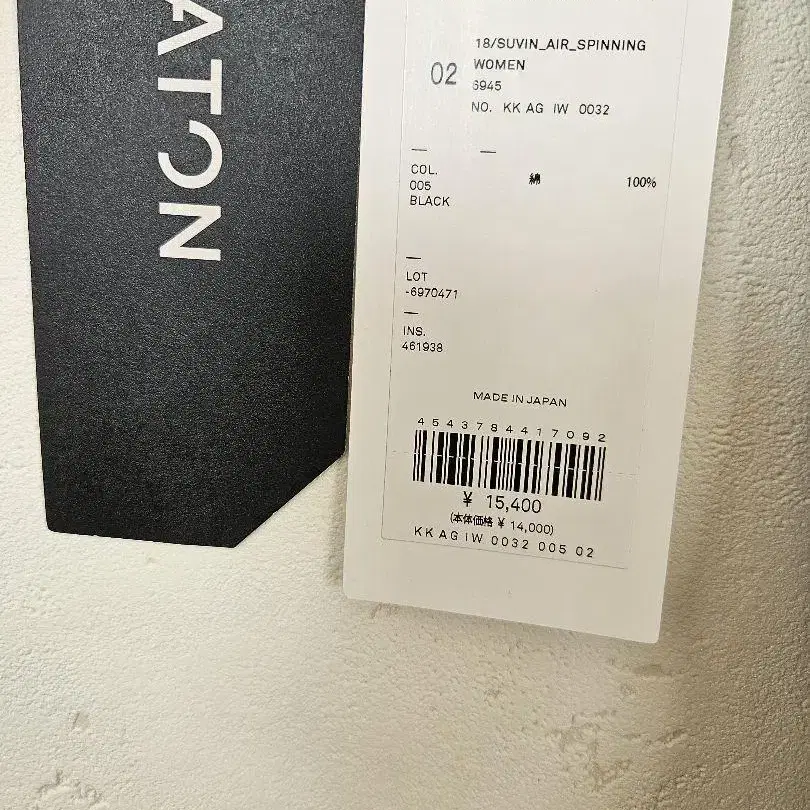 ATON
18/SUVIN_AIR_SPINNING
02 WOMEN
6945
NO. KK AG IW 0032
COL.
005
BLACK
綿 100%
LOT
-6970471
INS.
461938
MADE IN JAPAN
4543784417092
¥ 15,400
(本体価格 ¥ 14,000)
KK AG IW 0032 005 02